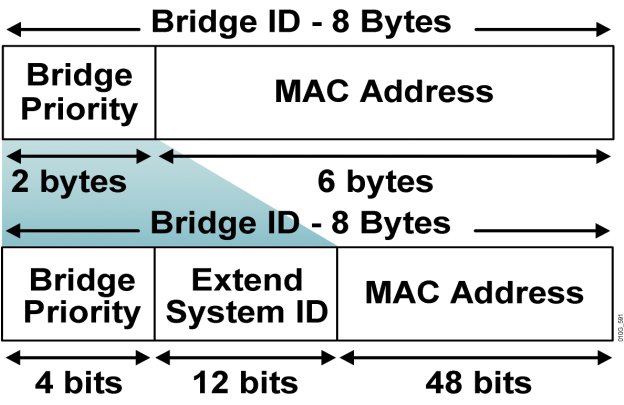 Bridge ID - 8 Bytes
Bridge
Priority
MAC Address
2 bytes
6 bytes
Bridge ID - 8 Bytes
Bridge
Priority
Extend
System ID
MAC Address
4 bits
12 bits
48 bits
010G_591